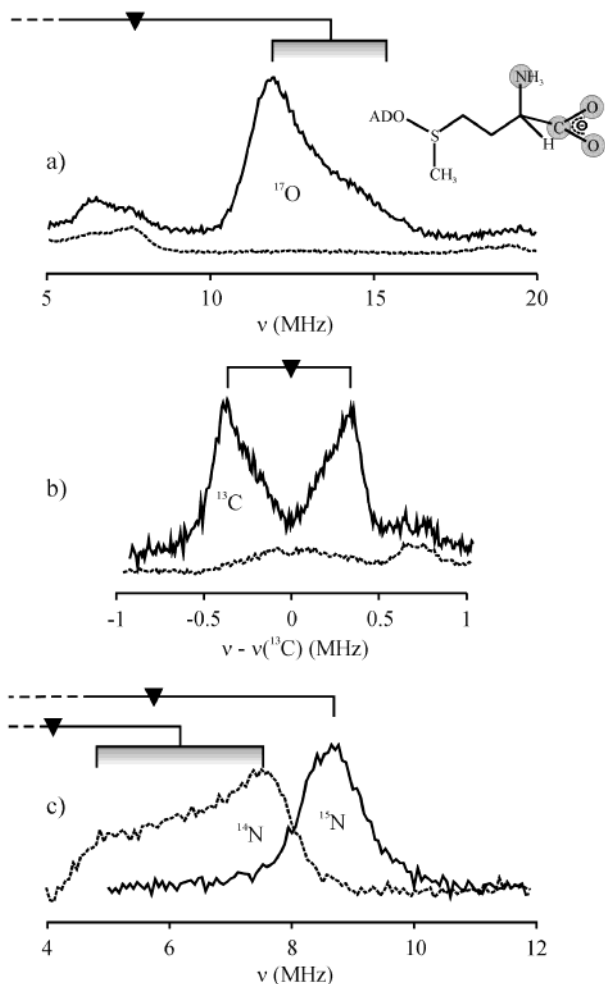 a)
NH₃
ADO
S
C
O
O
⊖
H
CH₃
¹⁷O
5 10 15 20
ν (MHz)
b)
¹³C
-1 -0.5 0 0.5 1
ν - ν(¹³C) (MHz)
c)
¹⁴N
¹⁵N
4 6 8 10 12
ν (MHz)